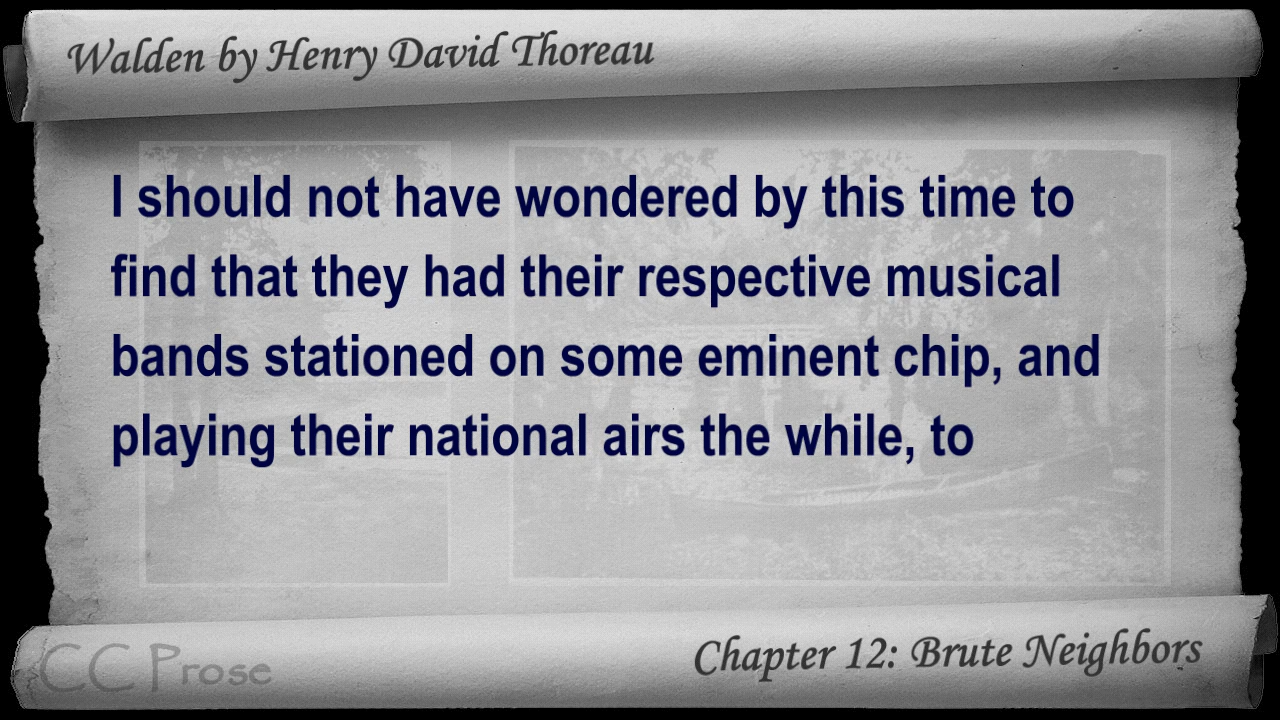 Walden by Henry David Thoreau
I should not have wondered by this time to
find that they had their respective musical
bands stationed on some eminent chip, and
playing their national airs the while, to
CC Prose
Chapter 12: Brute Neighbors